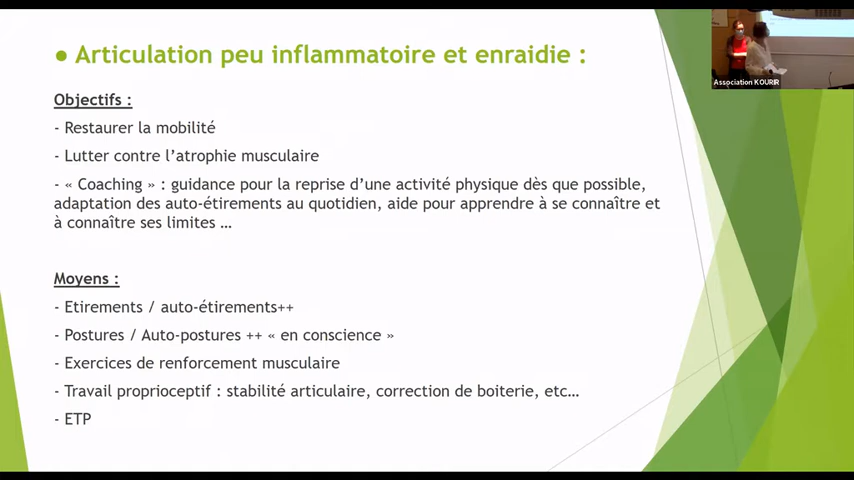 ● Articulation peu inflammatoire et enraidie :
Association KOURIR
Objectifs :
- Restaurer la mobilité
- Lutter contre l’atrophie musculaire
- « Coaching » : guidance pour la reprise d’une activité physique dès que possible,
adaptation des auto-étirements au quotidien, aide pour apprendre à se connaître et
à connaître ses limites …
Moyens :
- Etirements / auto-étirements++
- Postures / Auto-postures ++ « en conscience »
- Exercices de renforcement musculaire
- Travail proprioceptif : stabilité articulaire, correction de boiterie, etc…
- ETP